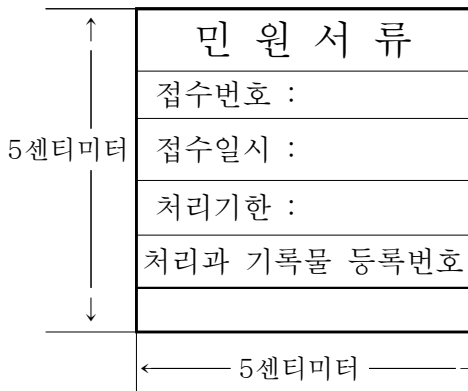 민 원 서 류
접수번호 :
5센티미터
접수일시 :
처리기한 :
처리과 기록물 등록번호
5센티미터